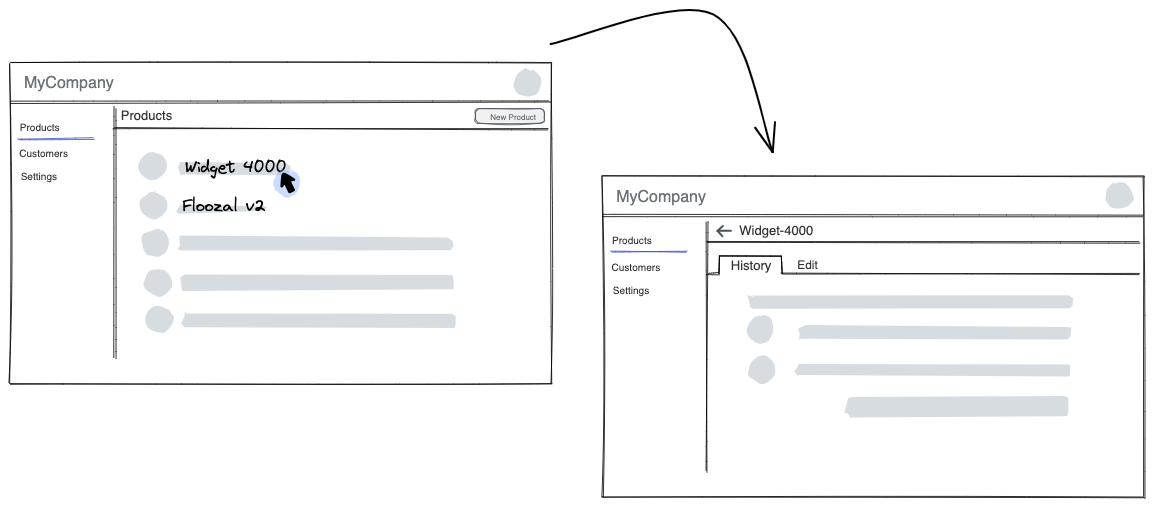 MyCompany
Products
Customers
Settings
Products
New Product
Widget 4000
Floozal v2
MyCompany
Products
Customers
Settings
Widget-4000
History
Edit